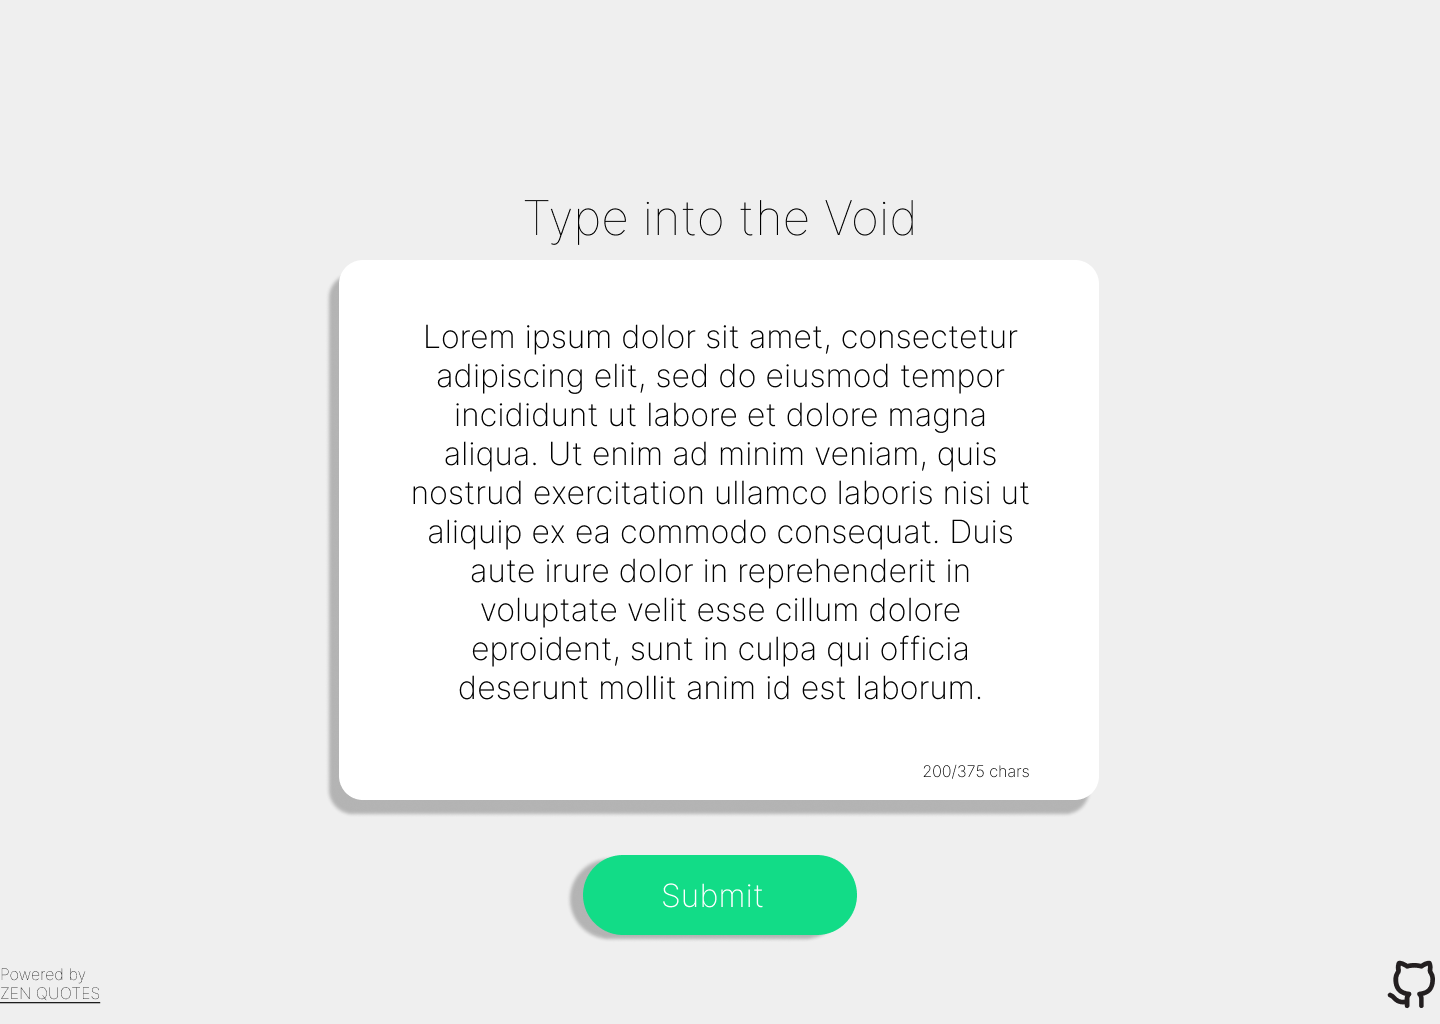 Type into the Void
Lorem ipsum dolor sit amet, consectetur
adipiscing elit, sed do eiusmod tempor
incididunt ut labore et dolore magna
aliqua. Ut enim ad minim veniam, quis
nostrud exercitation ullamco laboris nisi ut
aliquip ex ea commodo consequat. Duis
aute irure dolor in reprehenderit in
voluptate velit esse cillum dolore
eproident, sunt in culpa qui officia
deserunt mollit anim id est laborum.
200/375 chars
Submit
Powered by
ZEN QUOTES